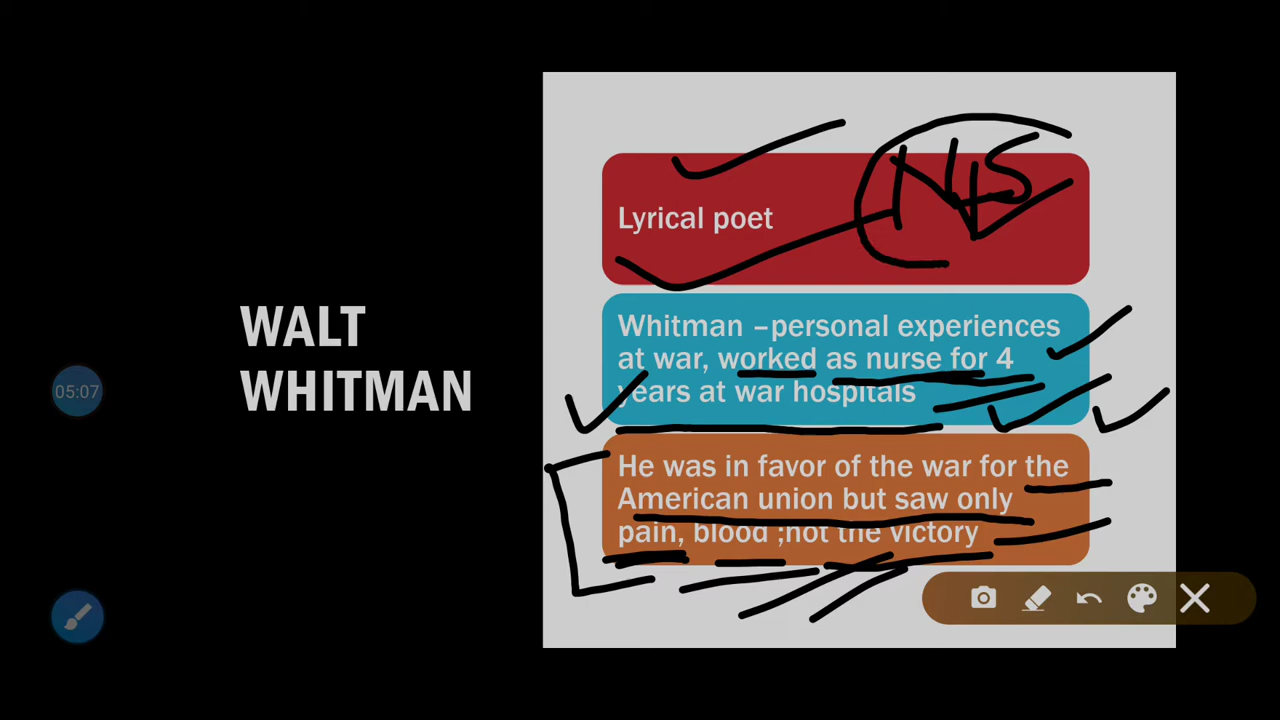 WALT
WHITMAN
Lyrical poet
Whitman –personal experiences
at war, worked as nurse for 4
years at war hospitals
He was in favor of the war for the
American union but saw only
pain, blood ;not the victory
05:07